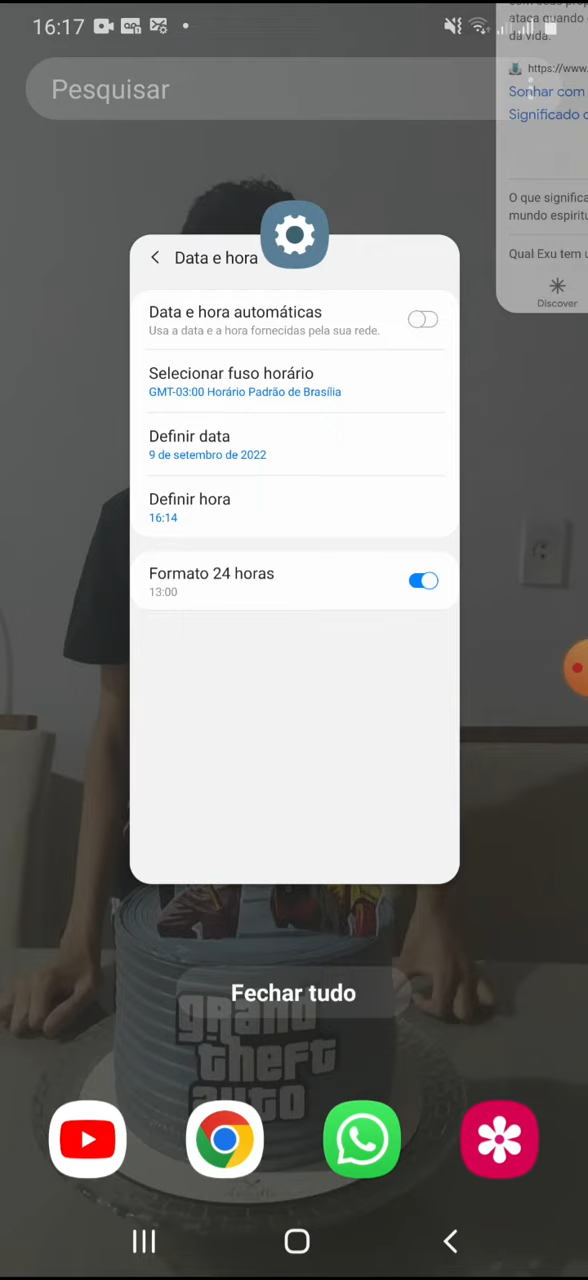 16:17
ataca quando
da vida.
Pesquisar
https://www.
Sonhar com
Significado
O que significa
mundo espiritu
Qual Exu tem
Discover
Data e hora
Data e hora automáticas
Usa a data e a hora fornecidas pela sua rede.
Selecionar fuso horário
GMT-03:00 Horário Padrão de Brasília
Definir data
9 de setembro de 2022
Definir hora
16:14
Formato 24 horas
13:00
Fechar tudo
grand
theft
auto